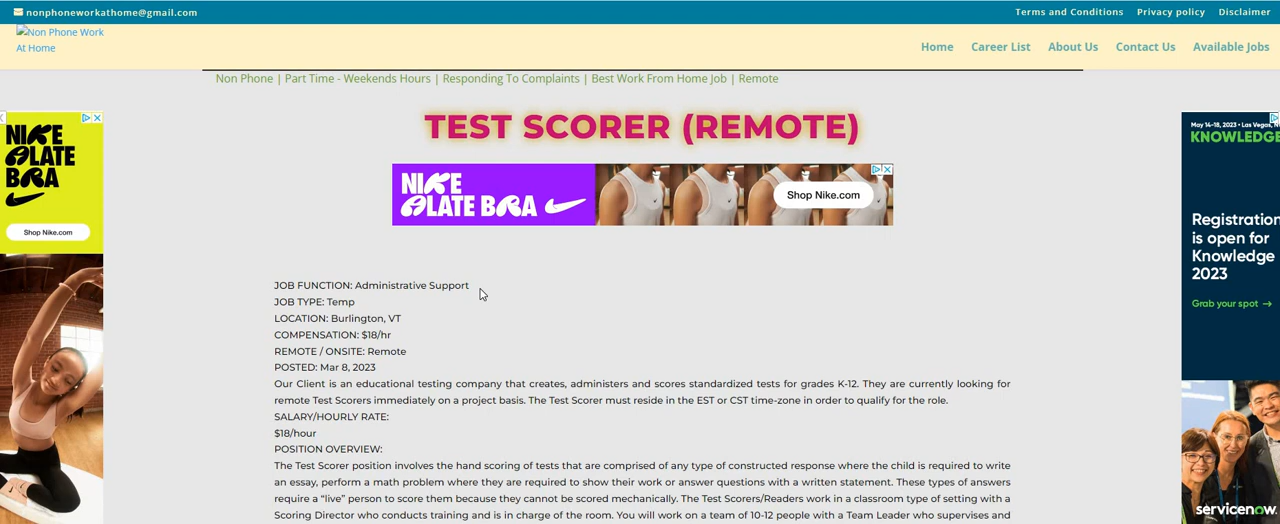 nonphoneworkathome@gmail.com
Terms and Conditions Privacy policy Disclaimer
Non Phone Work
At Home
Home Career List About Us Contact Us Available Jobs
Non Phone | Part Time - Weekends Hours | Responding To Complaints | Best Work From Home Job | Remote
TEST SCORER (REMOTE)
NIKE
ALATE
BRA
Shop Nike.com
NIKE
ALATE BRA
Shop Nike.com
May 14–18, 2023 • Las Vegas,
KNOWLEDGE
Registration
is open for
Knowledge
2023
Grab your spot →
servicenow.
JOB FUNCTION: Administrative Support
JOB TYPE: Temp
LOCATION: Burlington, VT
COMPENSATION: $18/hr
REMOTE / ONSITE: Remote
POSTED: Mar 8, 2023
Our Client is an educational testing company that creates, administers and scores standardized tests for grades K-12. They are currently looking for
remote Test Scorers immediately on a project basis. The Test Scorer must reside in the EST or CST time-zone in order to qualify for the role.
SALARY/HOURLY RATE:
$18/hour
POSITION OVERVIEW:
The Test Scorer position involves the hand scoring of tests that are comprised of any type of constructed response where the child is required to write
an essay, perform a math problem where they are required to show their work or answer questions with a written statement. These types of answers
require a “live” person to score them because they cannot be scored mechanically. The Test Scorers/Readers work in a classroom type of setting with a
Scoring Director who conducts training and is in charge of the room. You will work on a team of 10-12 people with a Team Leader who supervises and